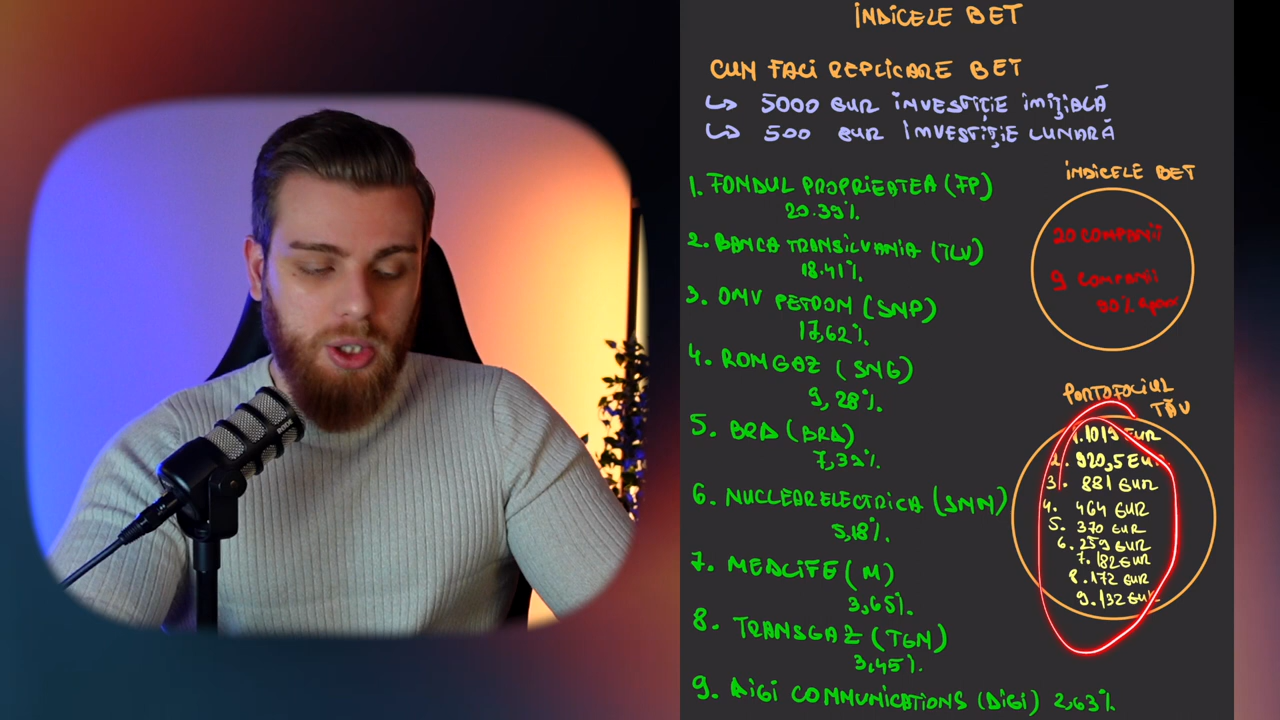 INDICELE BET
CUM FACI REPLICARE BET
↳ 5000 EUR INVESTIȚIE INIȚIALĂ
↳ 500 EUR INVESTIȚIE LUNARĂ
1. FONDUL PROPRIETATEA (FP)
20.39%
2. BANCA TRANSILVANIA (TLV)
18.41%
3. OMV PETROM (SNP)
17,62%
4. ROMGAZ (SNG)
9,28%
5. BRD (BRD)
7,39%
6. NUCLEARELECTRICA (SNN)
5,18%
7. MEDLIFE (M)
3,65%
8. TRANSGAZ (TGN)
3,45%
9. DIGI COMMUNICATIONS (DIGI) 2,63%
INDICELE BET
20 COMPANII
9 COMPANII
90% aprox
PORTOFOLIUL
TĂU
1. 1019 EUR
2. 920,5 EUR
3. 881 EUR
4. 464 EUR
5. 370 EUR
6. 259 EUR
7. 182 EUR
8. 172 EUR
9. 132 EUR